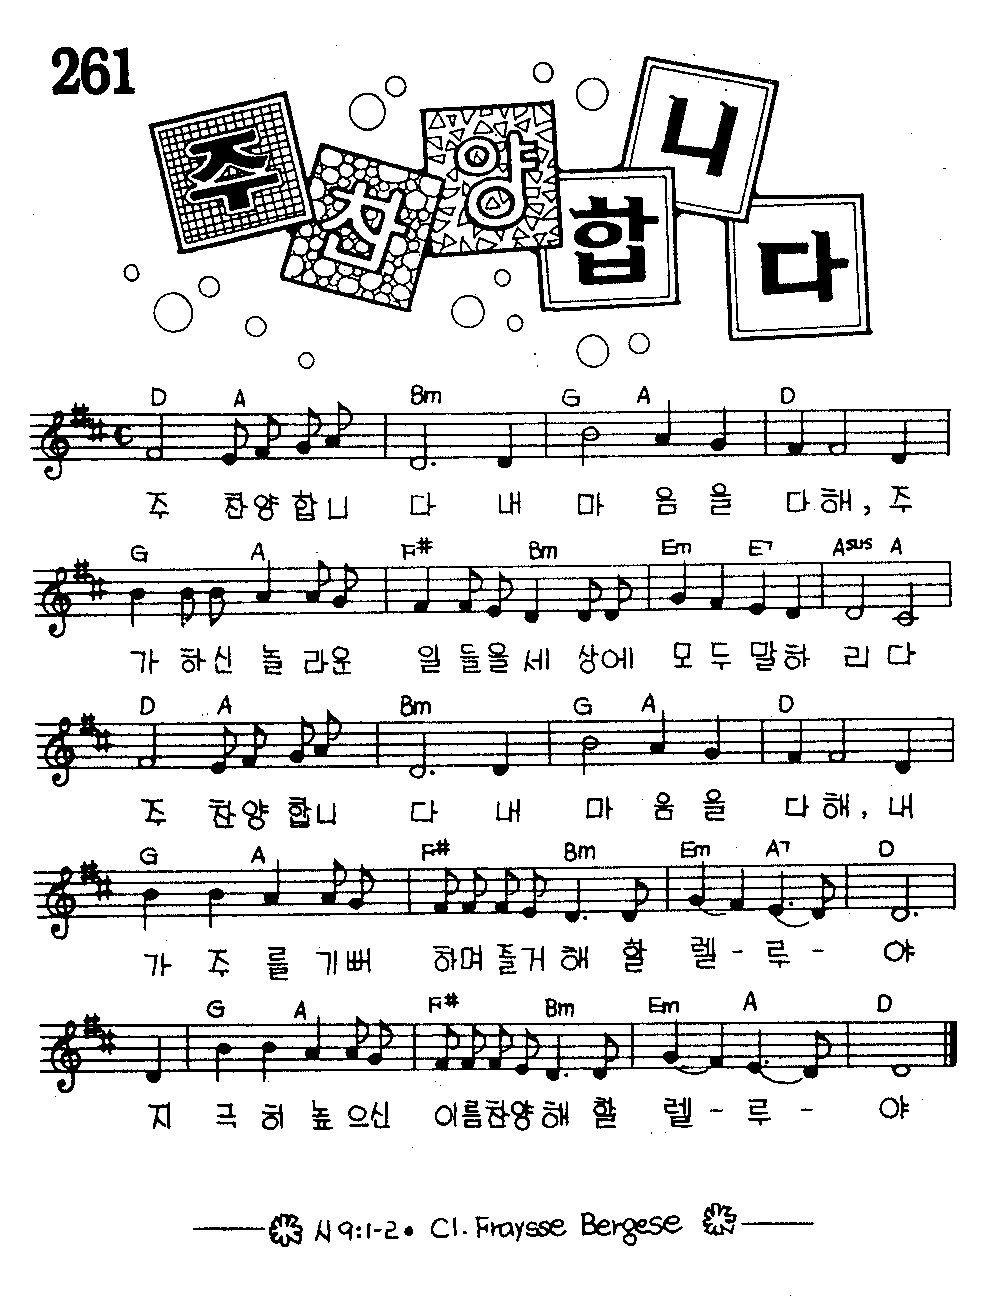 261
주찬양합니다
D A Bm G A D
주 찬양합니 다 내 마 음 을 다해, 주
G A F# Bm Em E7 Asus A
가 하신 놀 라운 일 들을세 상에 모 두 말하 리 다
D A Bm G A D
주 찬양합니 다 내 마 음 을 다해, 내
G A F# Bm Em A7 D
가 주 를 기뻐 하며즐거 해 할 렐 - 루 - 야
G A F# Bm Em A D
지 극 히 높 으신 이름찬양해 할 렐 - 루 - 야
시 9:1-2 • Cl. Fraysse Bergese